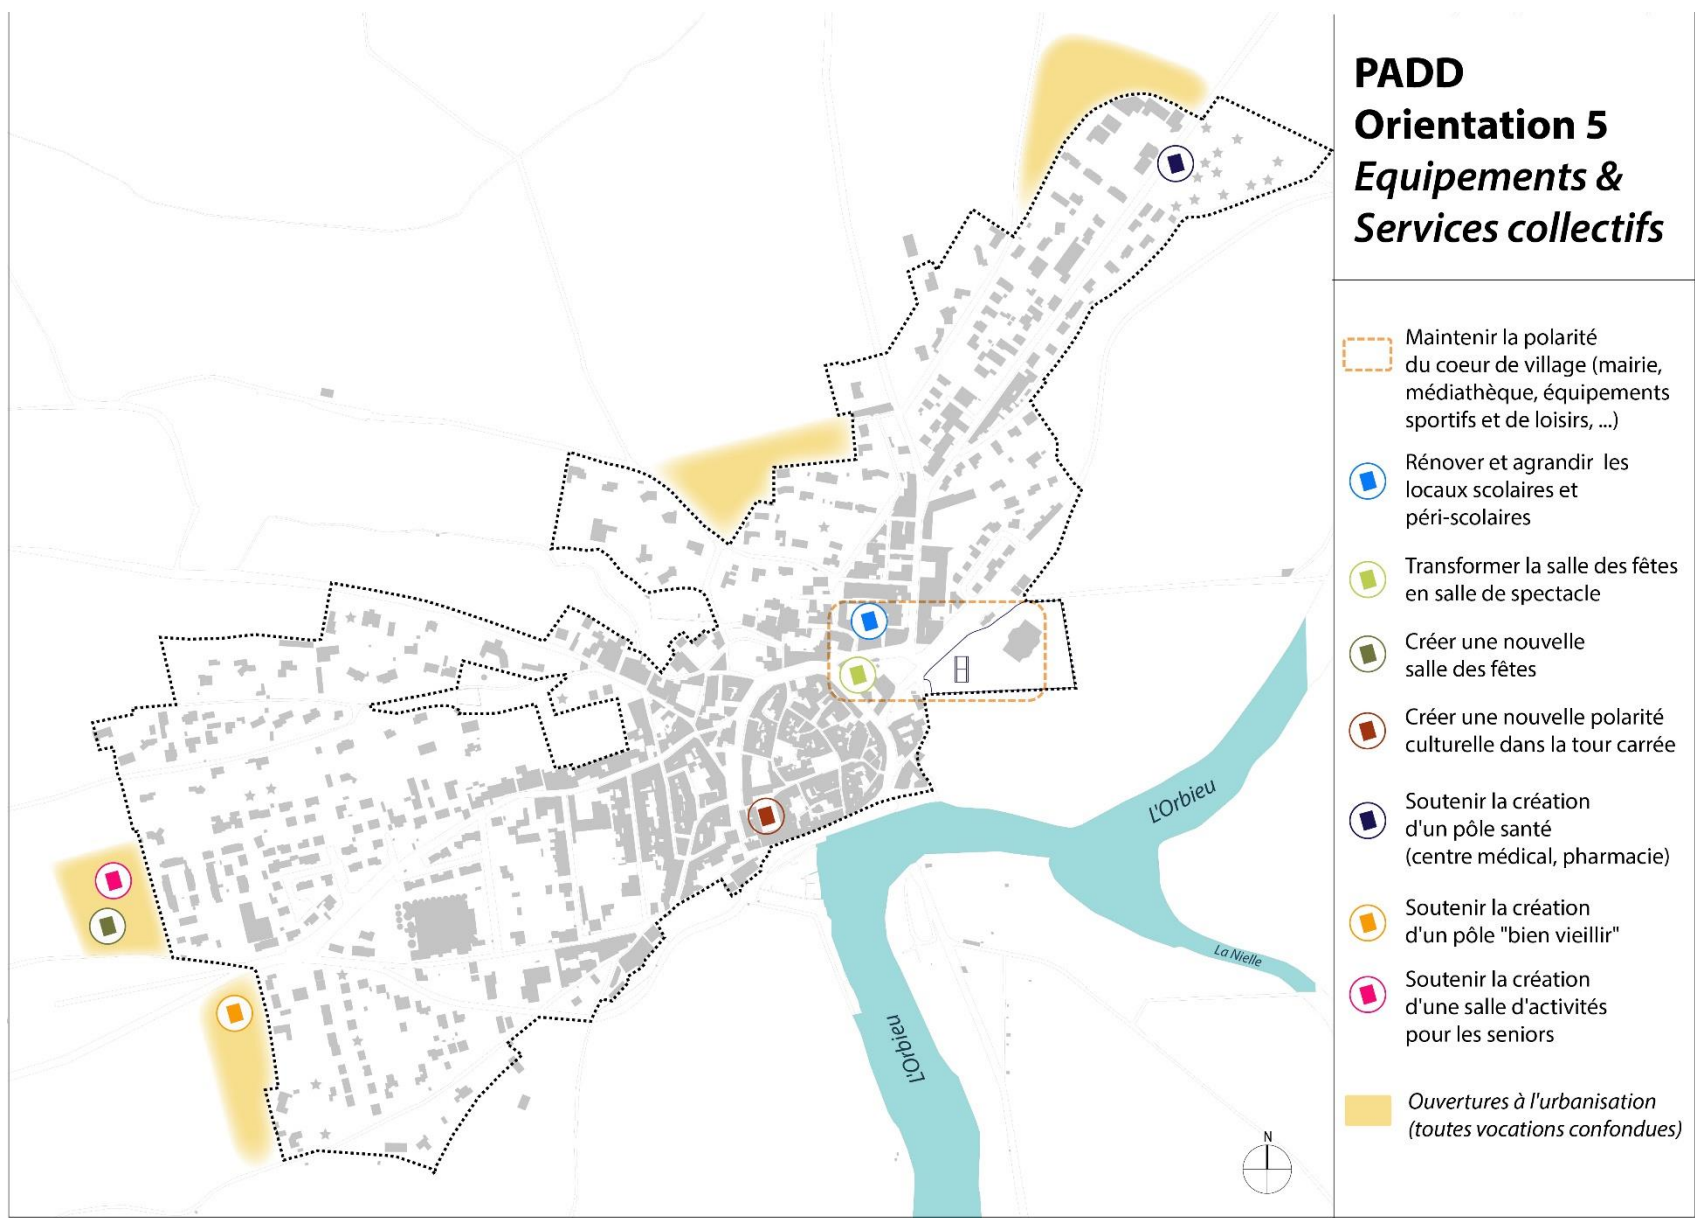 PADD
Orientation 5
Equipements &
Services collectifs
Maintenir la polarité
du coeur de village (mairie,
médiathèque, équipements
sportifs et de loisirs, ...)
Rénover et agrandir les
locaux scolaires et
péri-scolaires
Transformer la salle des fêtes
en salle de spectacle
Créer une nouvelle
salle des fêtes
Créer une nouvelle polarité
culturelle dans la tour carrée
Soutenir la création
d'un pôle santé
(centre médical, pharmacie)
Soutenir la création
d'un pôle "bien vieillir"
Soutenir la création
d'une salle d'activités
pour les seniors
Ouvertures à l'urbanisation
(toutes vocations confondues)
L'Orbieu
La Nielle
L'Orbieu
N